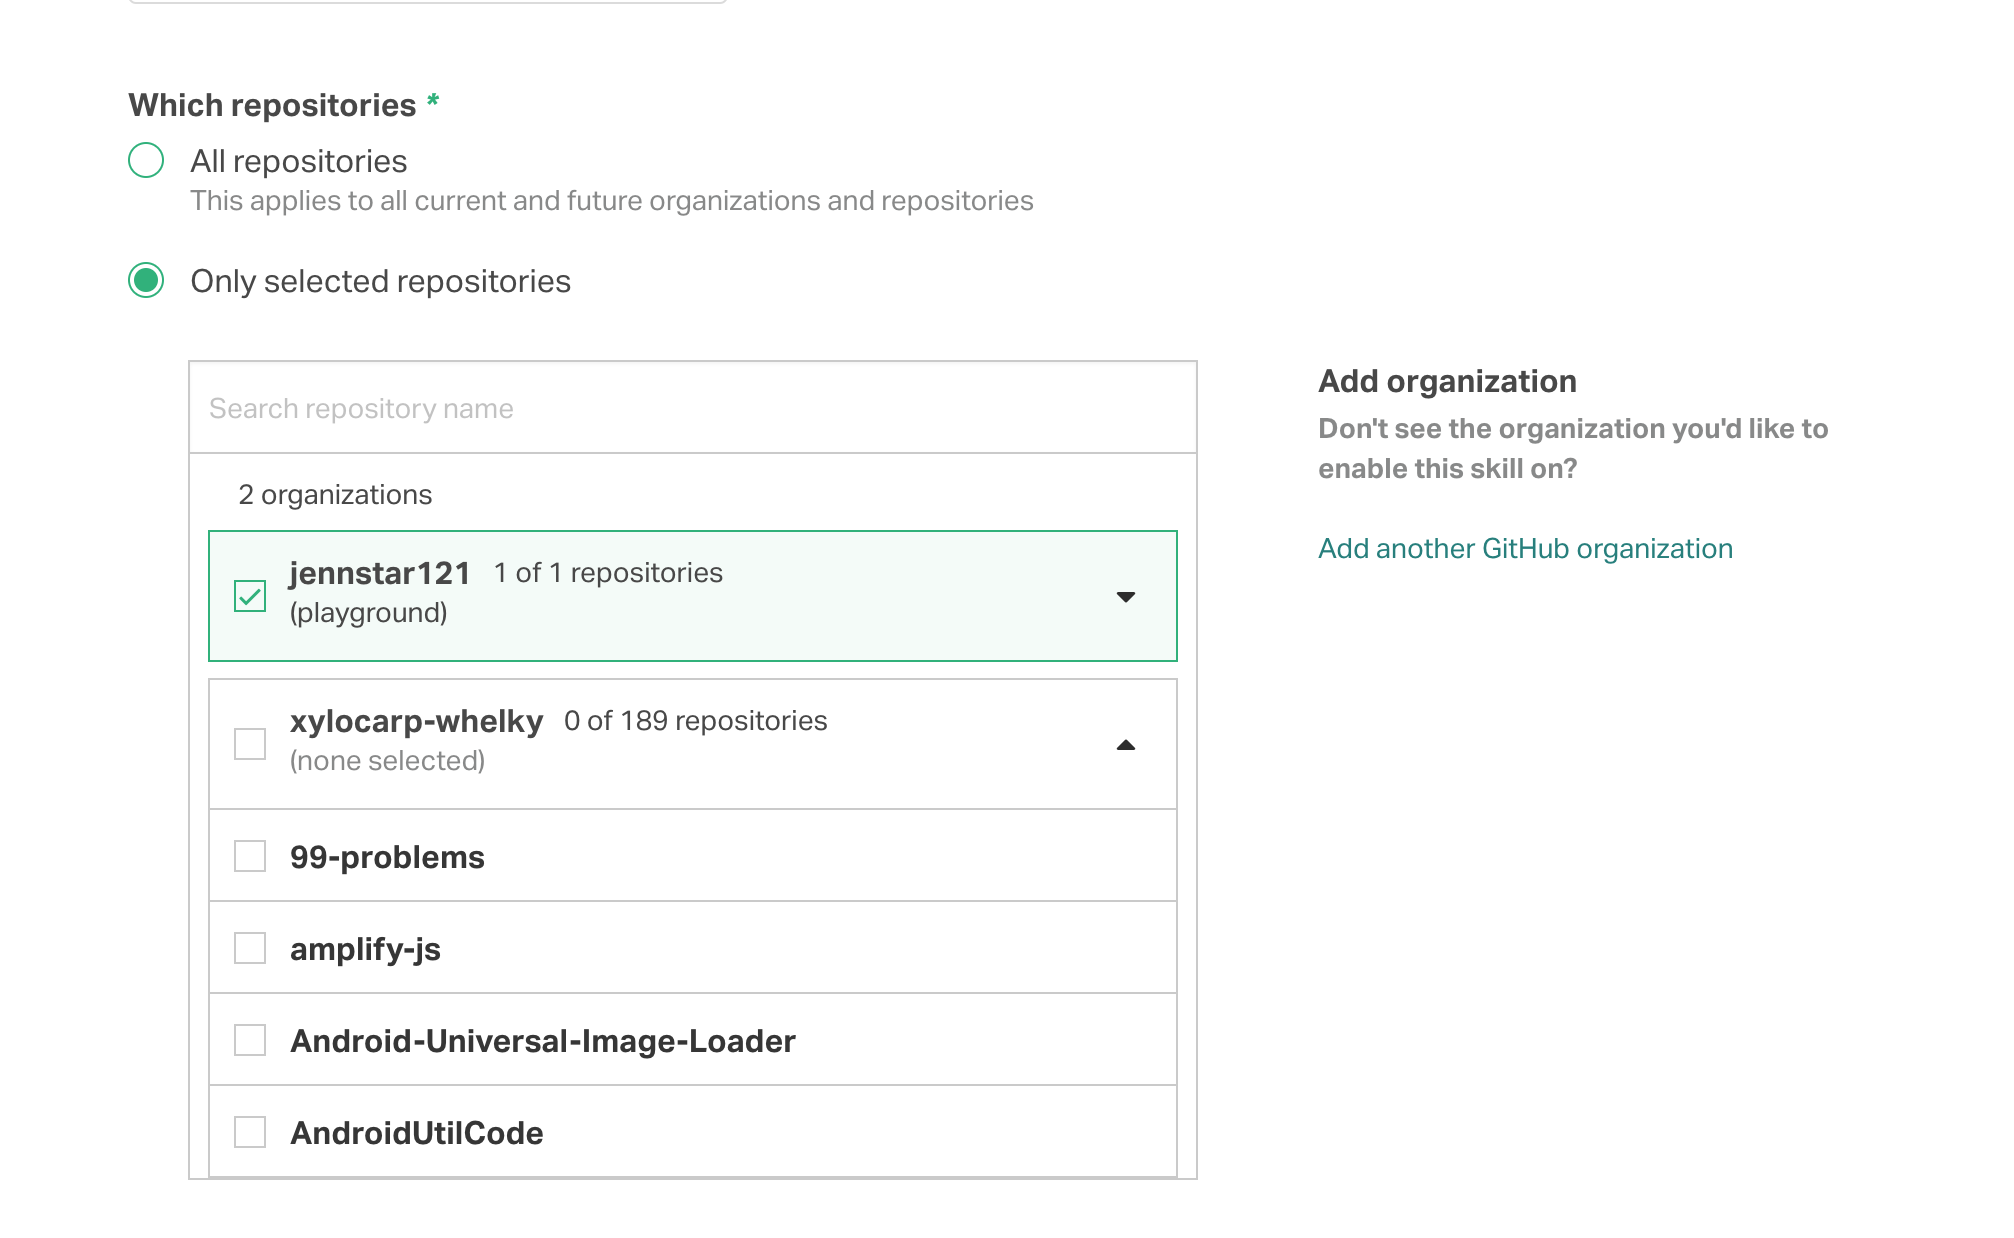 Which repositories *
All repositories
This applies to all current and future organizations and repositories
Only selected repositories
Search repository name
2 organizations
jennstar121 1 of 1 repositories
(playground)
xylocarp-whelky 0 of 189 repositories
(none selected)
99-problems
amplify-js
Android-Universal-Image-Loader
AndroidUtilCode
Add organization
Don't see the organization you'd like to
enable this skill on?
Add another GitHub organization